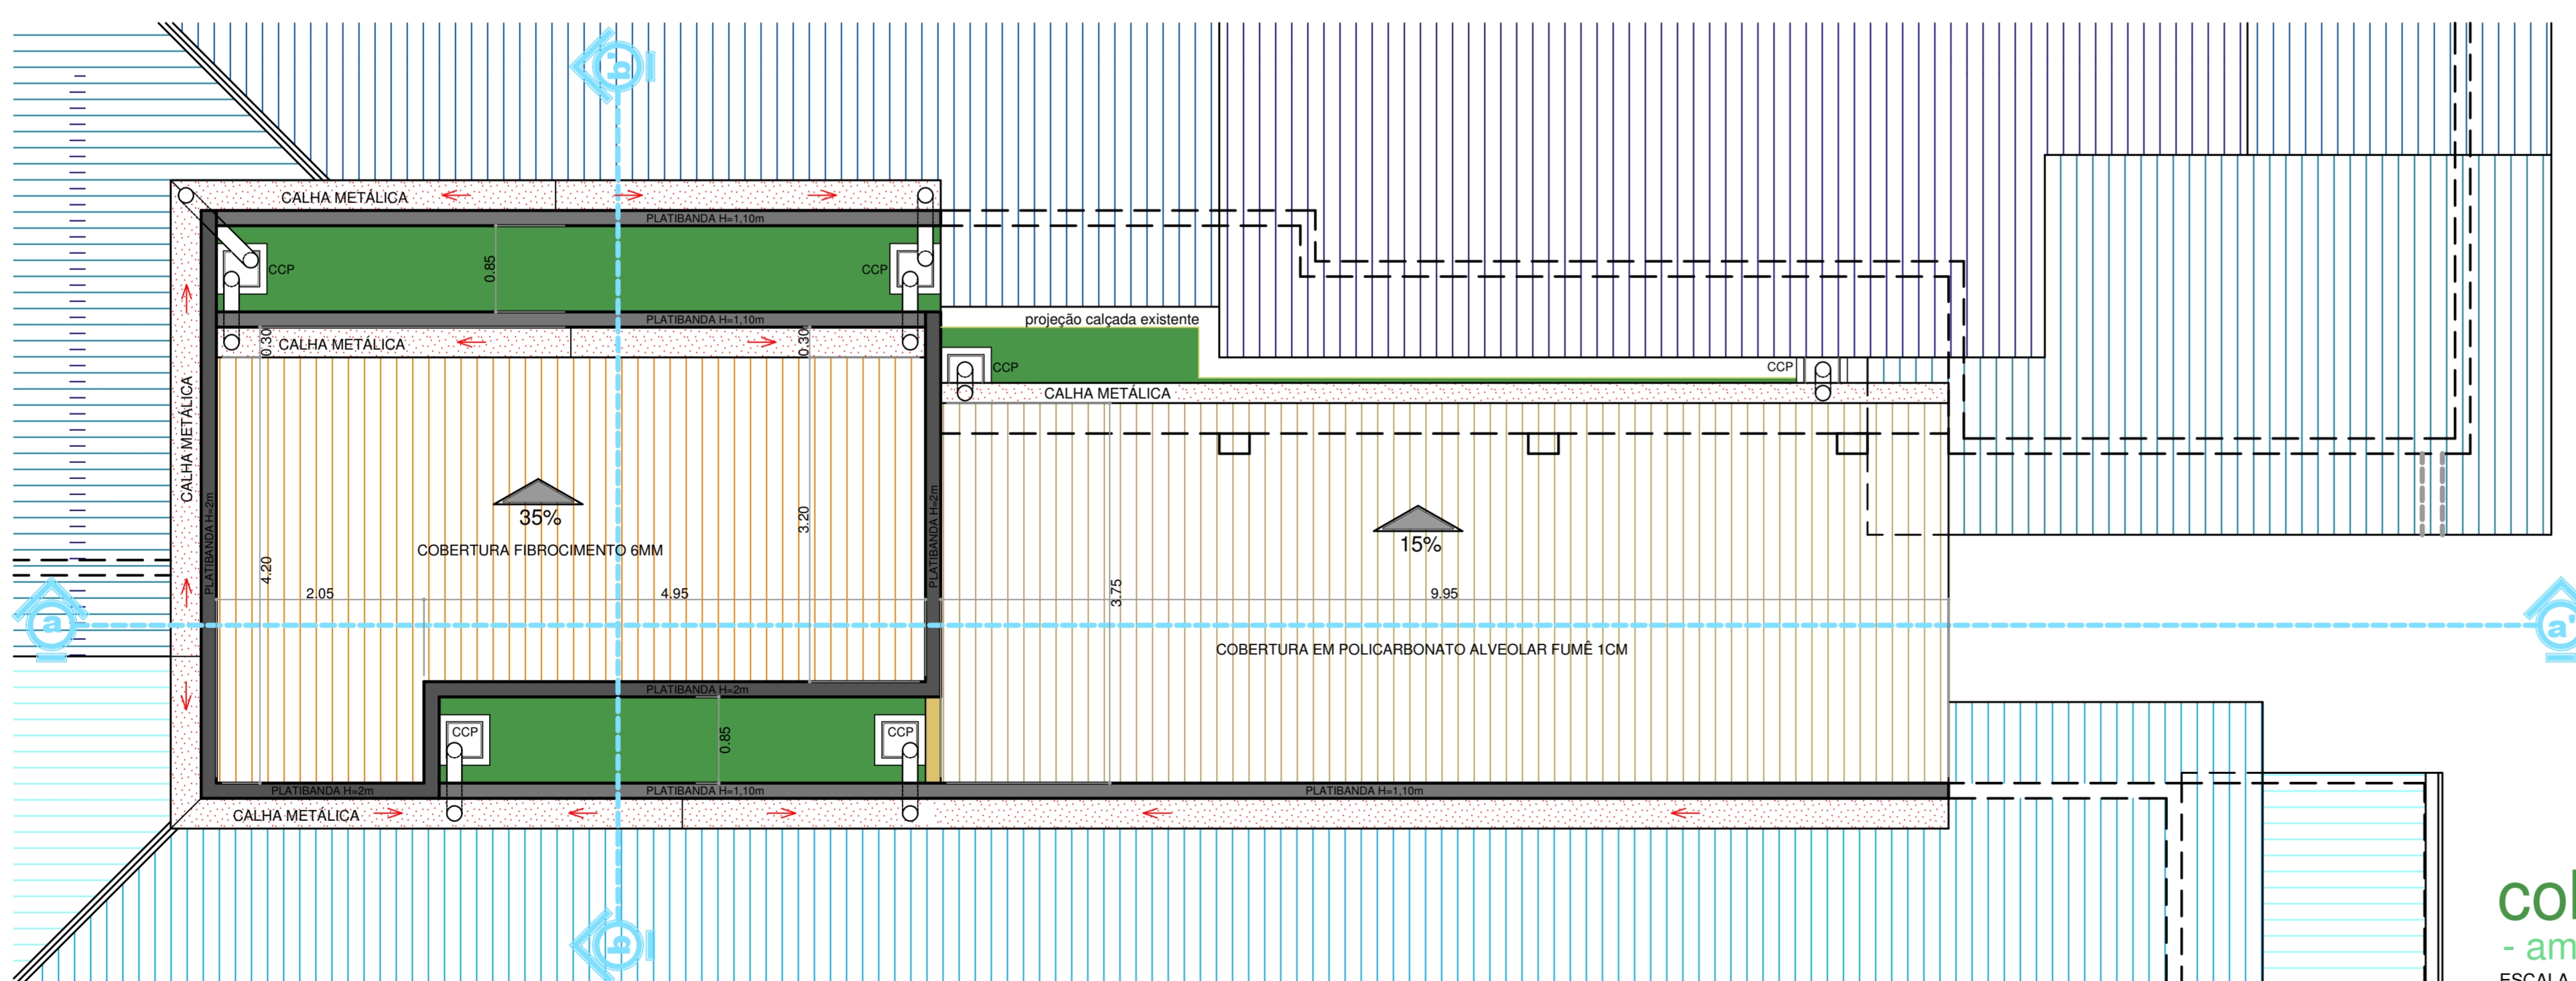 b'
CALHA METÁLICA
PLATIBANDA H=1,10m
CCP
0.85
CCP
PLATIBANDA H=1,10m
projeção calçada existente
0.30
CALHA METÁLICA
0.30
CCP
CCP
CALHA METÁLICA
CALHA METÁLICA
PLATIBANDA H=2m
35%
3.20
PLATIBANDA H=2m
15%
COBERTURA FIBROCIMENTO 6MM
4.20
2.05
4.95
3.75
9.95
a
a'
COBERTURA EM POLICARBONATO ALVEOLAR FUMÊ 1CM
PLATIBANDA H=2m
CCP
0.85
CCP
PLATIBANDA H=2m
PLATIBANDA H=1,10m
PLATIBANDA H=1,10m
CALHA METÁLICA
b
- am
ESCALA